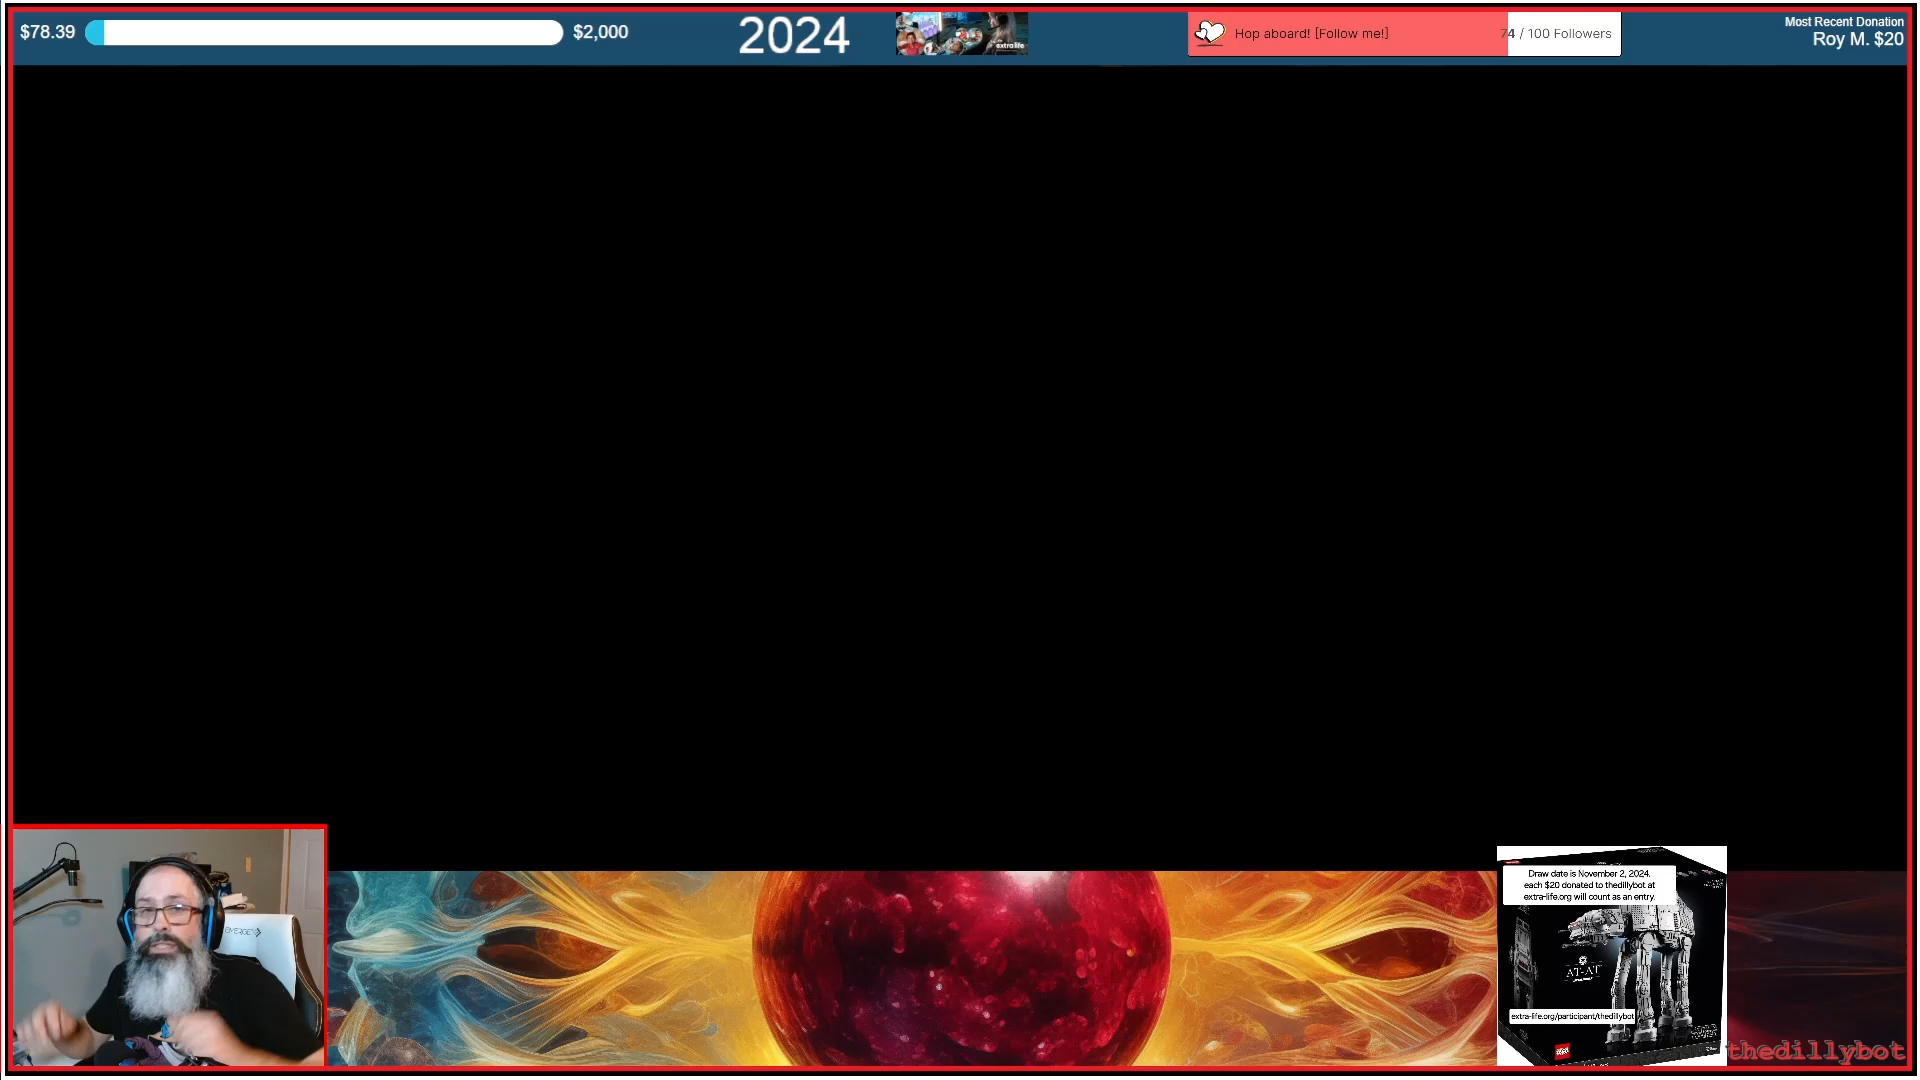 $78.39
$2,000
2024
extralife
Hop aboard! [Follow me!]
74 / 100 Followers
Most Recent Donation
Roy M. $20
Draw date is November 2, 2024.
each $20 donated to thedillybot at
extra-life.org will count as an entry.
AT-AT
extra-life.org/participant/thedillybot
LEGO
thedillybot